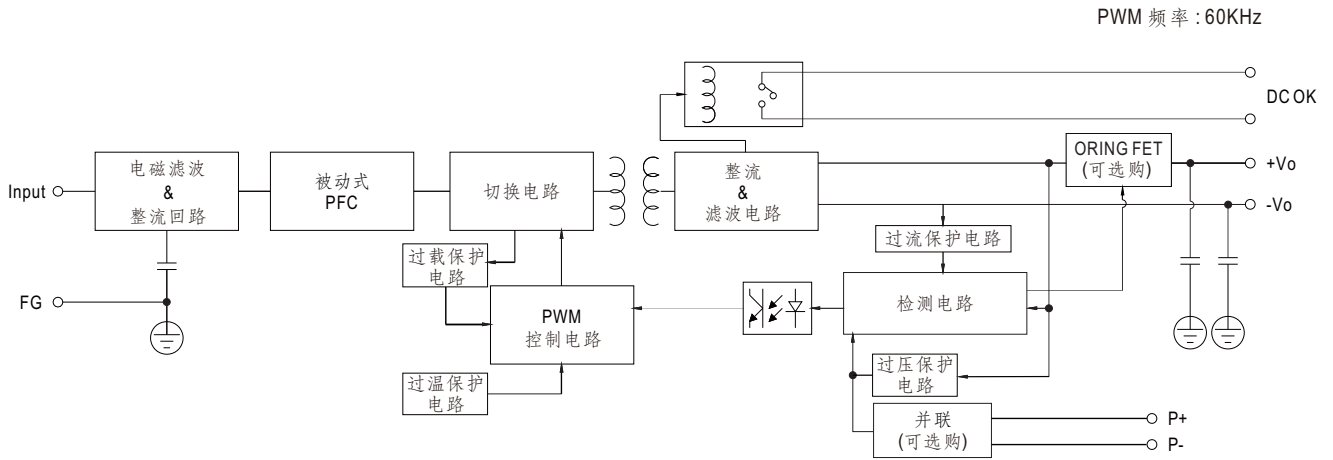 PWM 频率 : 60KHz
DC OK
电磁滤波
&
整流回路
被动式
PFC
切换电路
整流
&
滤波电路
ORING FET
(可选购)
Input
+Vo
-Vo
过流保护电路
过载保护
电路
FG
PWM
控制电路
检测电路
过温保护
电路
过压保护
电路
并联
(可选购)
P+
P-